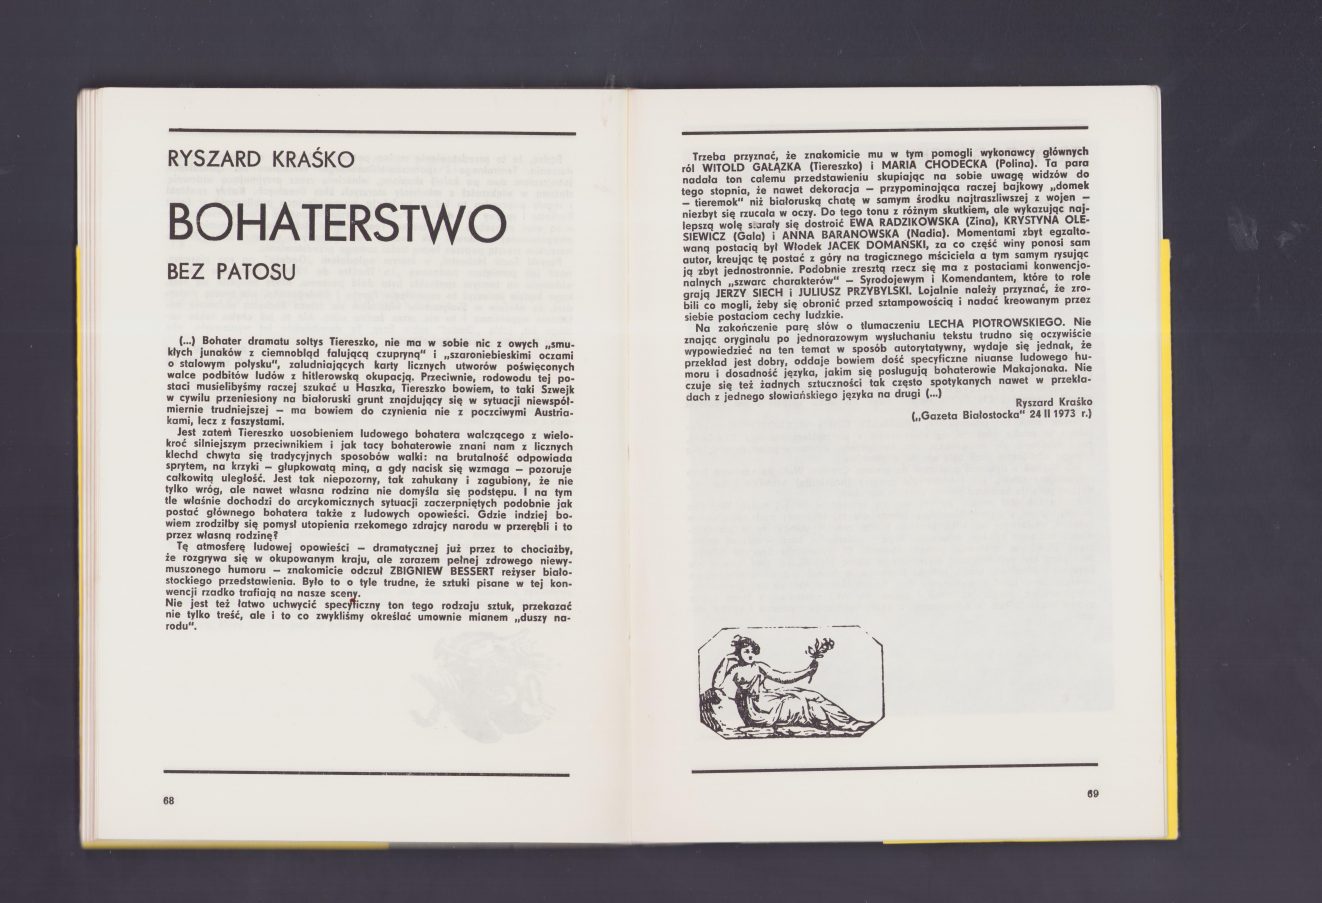 RYSZARD KRAŚKO
BOHATERSTWO
BEZ PATOSU
(...) Bohater dramatu sołtys Tiereszko, nie ma w sobie nic z owych „smu-
kłych junaków z ciemnobląd falującą czupryną" i „szaroniebieskimi oczami
o stalowym połysku", zaludniających karty licznych utworów poświęconych
walce podbitów ludów z hitlerowską okupacją. Przeciwnie, rodowodu tej po-
staci musielibyśmy raczej szukać u Haszka, Tiereszko bowiem, to taki Szwejk
w cywilu przeniesiony na białoruski grunt znajdujący się w sytuacji niewspół-
miernie trudniejszej — ma bowiem do czynienia nie z poczciwymi Austria-
kami, lecz z faszystami.
Jest zatem Tiereszko uosobieniem ludowego bohatera walczącego z wielo-
kroć silniejszym przeciwnikiem i jak tacy bohaterowie znani nam z licznych
klechd chwyta się tradycyjnych sposobów walki: na brutalność odpowiada
sprytem, na krzyki — głupkowatą miną, a gdy nacisk się wzmaga — pozoruje
całkowitą uległość. Jest tak niepozorny, tak zahukany i zagubiony, że nie
tylko wróg, ale nawet własna rodzina nie domyśla się podstępu. I na tym
tle właśnie dochodzi do arcykomicznych sytuacji zaczerpniętych podobnie jak
postać głównego bohatera także z ludowych opowieści. Gdzie indziej bo-
wiem zrodziłby się pomysł utopienia rzekomego zdrajcy narodu w przerębli i to
przez własną rodzinę?
Tę atmosferę ludowej opowieści — dramatycznej już przez to chociażby,
że rozgrywa się w okupowanym kraju, ale zarazem pełnej zdrowego niewy-
muszonego humoru — znakomicie odczuł ZBIGNIEW BESSERT reżyser biało-
stockiego przedstawienia. Było to o tyle trudne, że sztuki pisane w tej kon-
wencji rzadko trafiają na nasze sceny.
Nie jest też łatwo uchwycić specyficzny ton tego rodzaju sztuk, przekazać
nie tylko treść, ale i to co zwykliśmy określać umownie mianem „duszy na-
rodu".
68
Trzeba przyznać, że znakomicie mu w tym pomogli wykonawcy głównych
ról WITOLD GAŁĄZKA (Tiereszko) i MARIA CHODECKA (Polina). Ta para
nadała ton całemu przedstawieniu skupiając na sobie uwagę widzów do
tego stopnia, że nawet dekoracja — przypominająca raczej bajkowy „domek
— tieremok" niż białoruską chatę w samym środku najtraszliwszej z wojen —
niezbyt się rzucała w oczy. Do tego tonu z różnym skutkiem, ale wykazując naj-
lepszą wolę starały się dostroić EWA RADZIKOWSKA (Zina), KRYSTYNA OLE-
SIEWICZ (Gala) i ANNA BARANOWSKA (Nadia). Momentami zbyt egzalto-
waną postacią był Włodek JACEK DOMAŃSKI, za co część winy ponosi sam
autor, kreując tę postać z góry na tragicznego mściciela a tym samym rysując
ją zbyt jednostronnie. Podobnie zresztą rzecz się ma z postaciami konwencjo-
nalnych „szwarc charakterów" — Syrodojewym i Komendantem, które to role
grają JERZY SIECH i JULIUSZ PRZYBYLSKI. Lojalnie należy przyznać, że zro-
bili co mogli, żeby się obronić przed sztampowością i nadać kreowanym przez
siebie postaciom cechy ludzkie.
Na zakończenie parę słów o tłumaczeniu LECHA PIOTROWSKIEGO. Nie
znając oryginału po jednorazowym wysłuchaniu tekstu trudno się oczywiście
wypowiedzieć na ten temat w sposób autorytatywny, wydaje się jednak, że
przekład jest dobry, oddaje bowiem dość specyficzne niuanse ludowego hu-
moru i dosadność języka, jakim się posługują bohaterowie Makajonaka. Nie
czuje się też żadnych sztuczności tak często spotykanych nawet w przekła-
dach z jednego słowiańskiego języka na drugi (...)
Ryszard Kraśko
(„Gazeta Białostocka" 24 II 1973 r.)
69